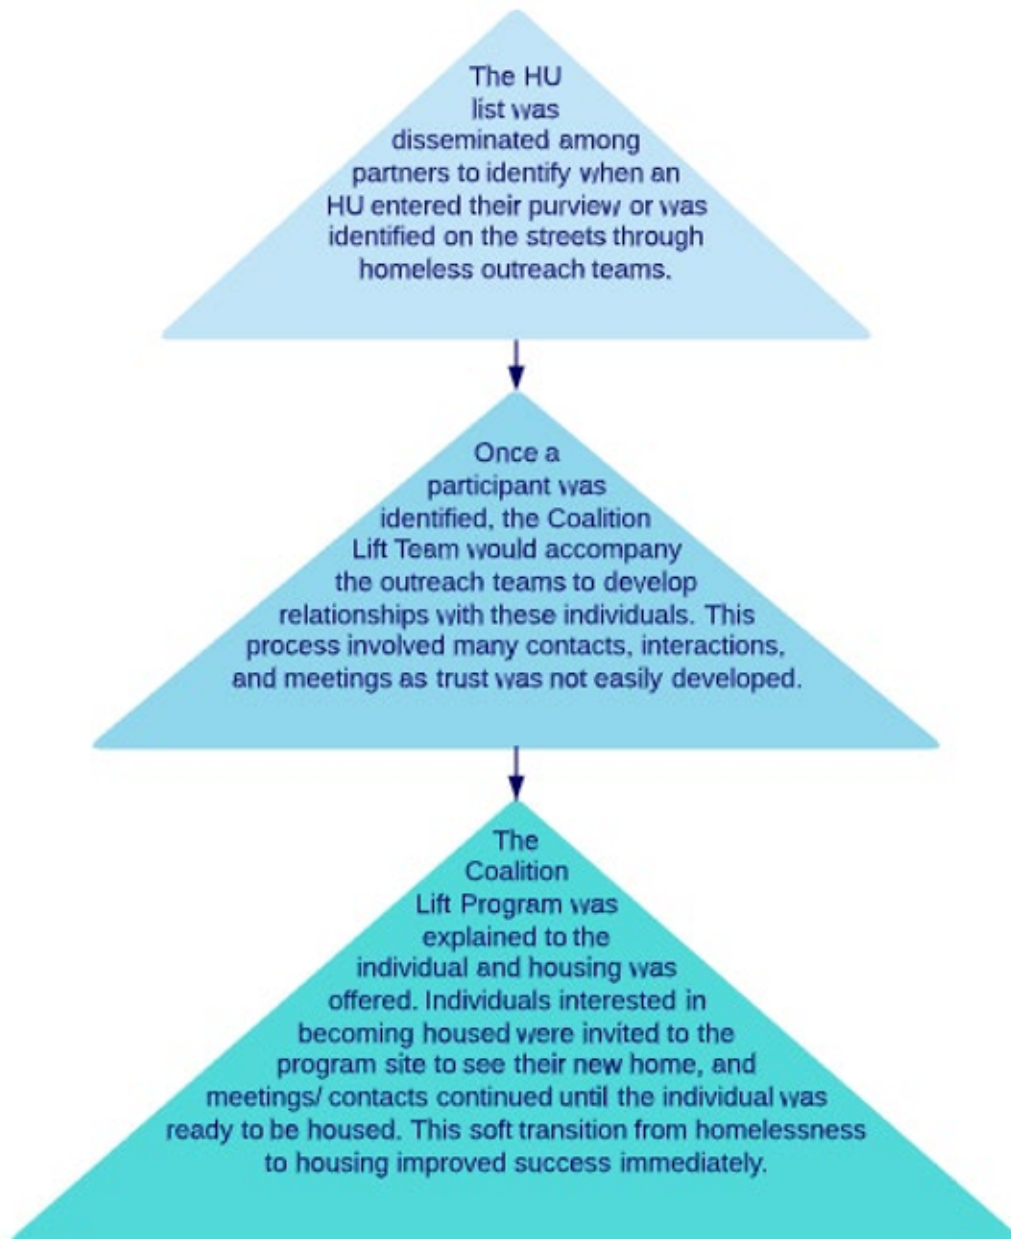 The HU
list was
disseminated among
partners to identify when an
HU entered their purview or was
identified on the streets through
homeless outreach teams.
Once a
participant was
identified, the Coalition
Lift Team would accompany
the outreach teams to develop
relationships with these individuals. This
process involved many contacts, interactions,
and meetings as trust was not easily developed.
The
Coalition
Lift Program was
explained to the
individual and housing was
offered. Individuals interested in
becoming housed were invited to the
program site to see their new home, and
meetings/ contacts continued until the individual was
ready to be housed. This soft transition from homelessness
to housing improved success immediately.